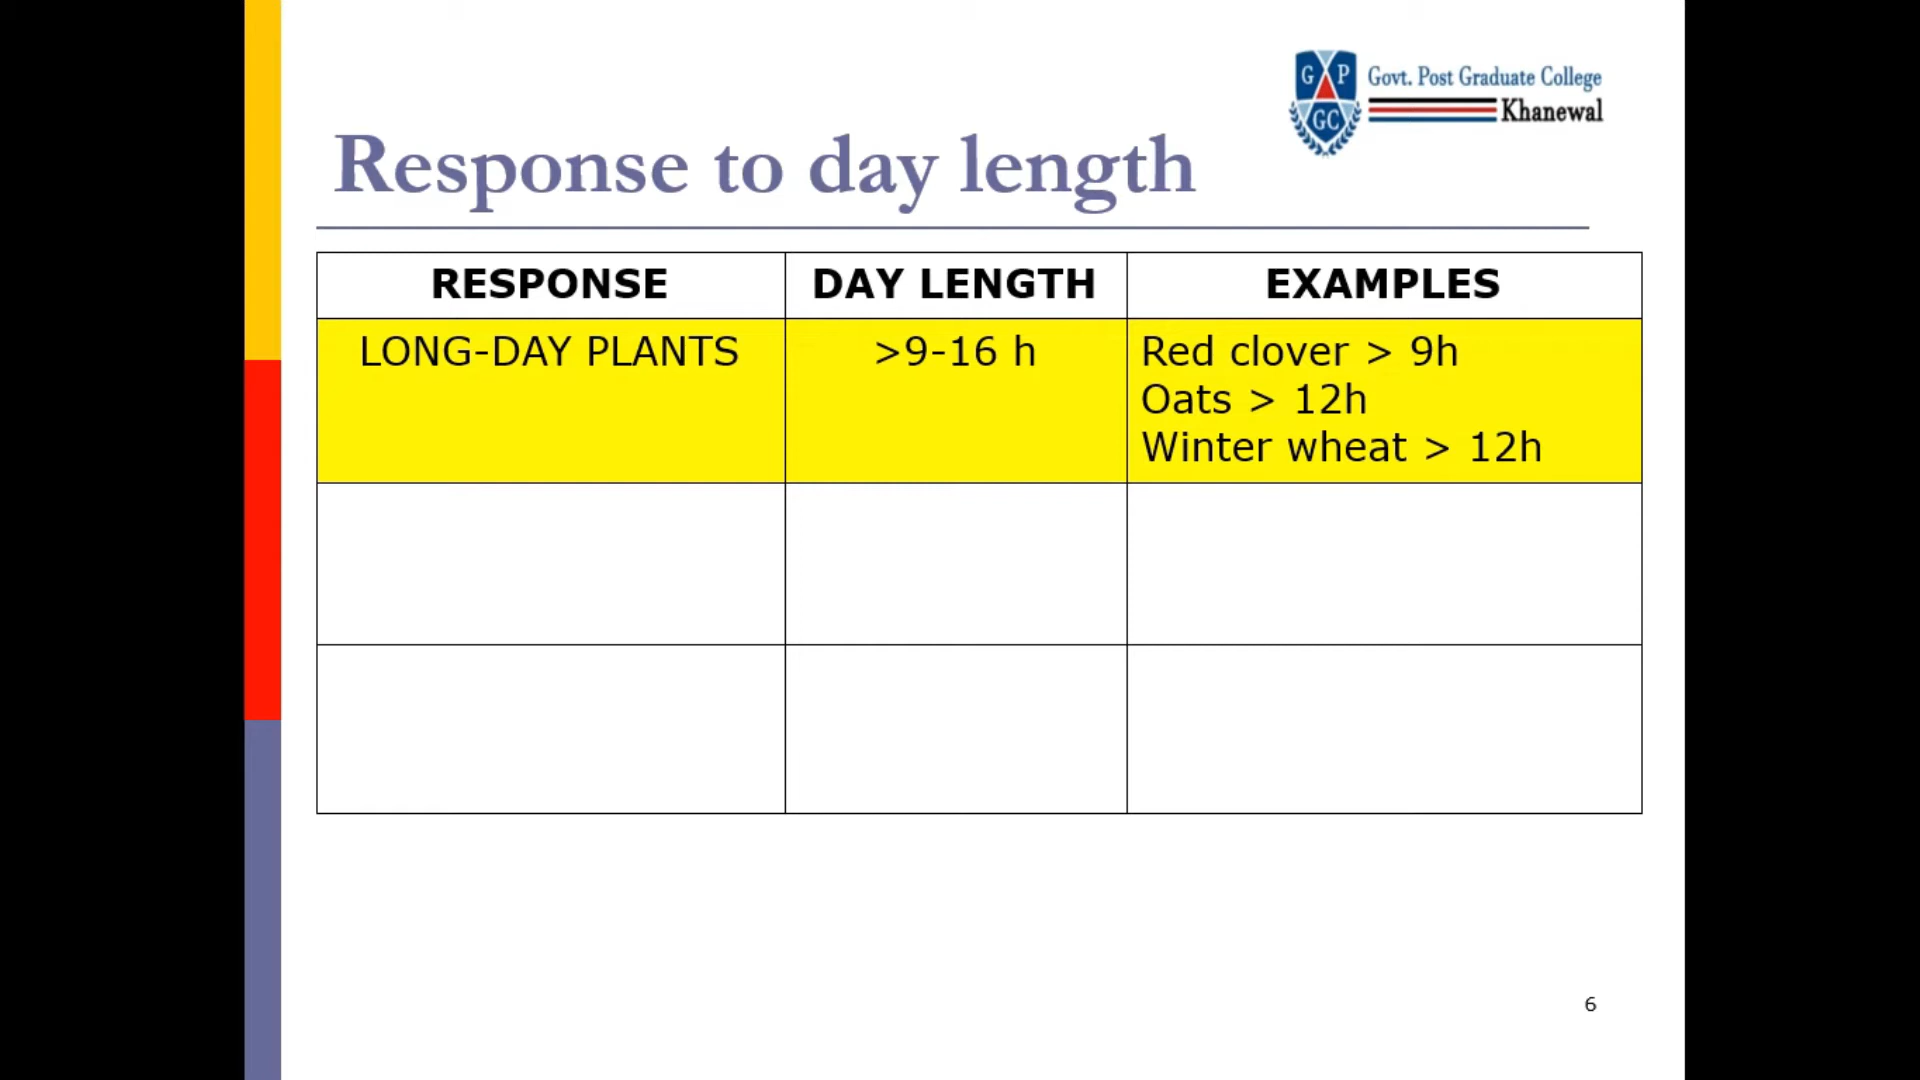 G P
GC
Govt. Post Graduate College
Khanewal
Response to day length
RESPONSE DAY LENGTH EXAMPLES
LONG-DAY PLANTS >9-16 h Red clover > 9h
Oats > 12h
Winter wheat > 12h
6